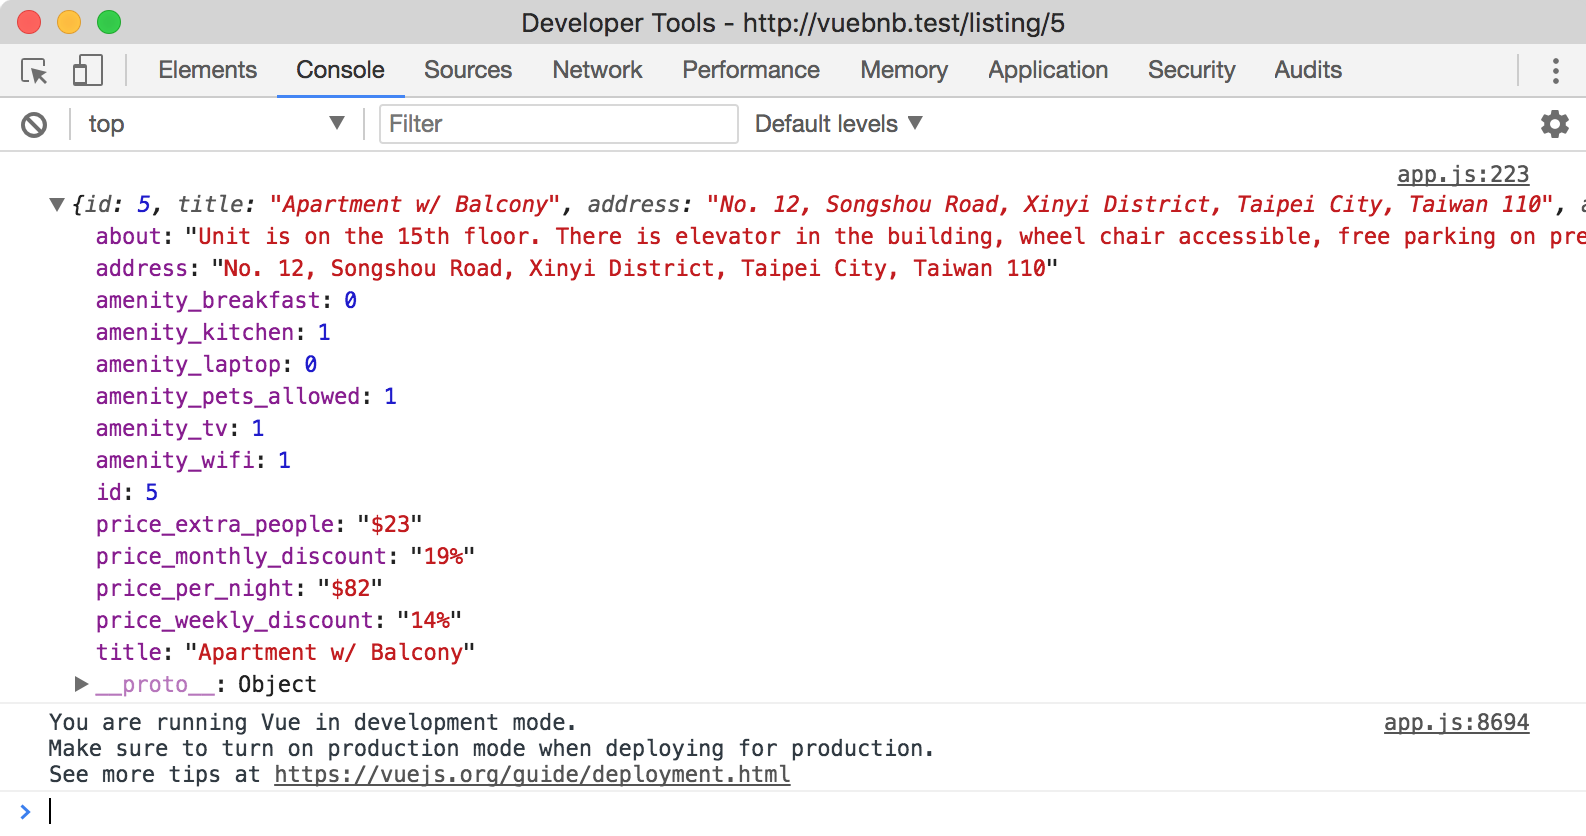 Developer Tools - http://vuebnb.test/listing/5
Elements Console Sources Network Performance Memory Application Security Audits
top ▼ Filter Default levels ▼
app.js:223
▼ {id: 5, title: "Apartment w/ Balcony", address: "No. 12, Songshou Road, Xinyi District, Taipei City, Taiwan 110",
about: "Unit is on the 15th floor. There is elevator in the building, wheel chair accessible, free parking on pre
address: "No. 12, Songshou Road, Xinyi District, Taipei City, Taiwan 110"
amenity_breakfast: 0
amenity_kitchen: 1
amenity_laptop: 0
amenity_pets_allowed: 1
amenity_tv: 1
amenity_wifi: 1
id: 5
price_extra_people: "$23"
price_monthly_discount: "19%"
price_per_night: "$82"
price_weekly_discount: "14%"
title: "Apartment w/ Balcony"
▶ __proto__: Object
You are running Vue in development mode. app.js:8694
Make sure to turn on production mode when deploying for production.
See more tips at https://vuejs.org/guide/deployment.html
>